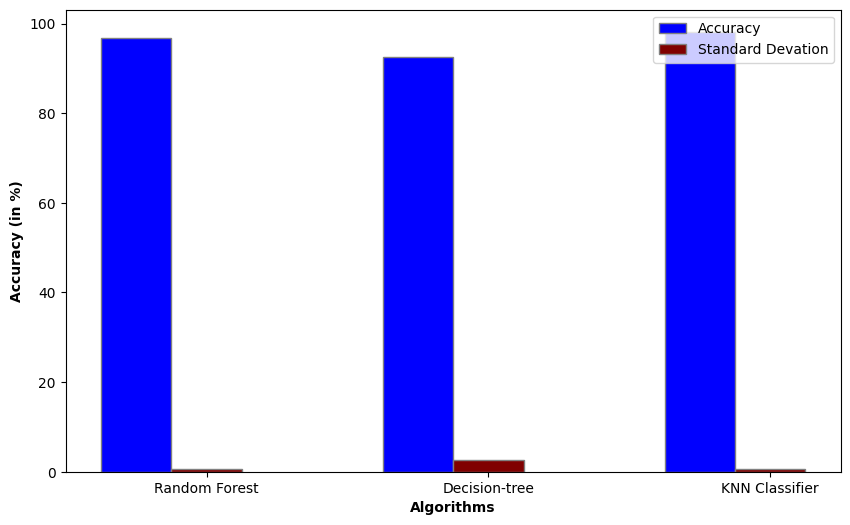 Accuracy
Standard Devation
100
80
60
40
20
0
Accuracy (in %)
Random Forest
Decision-tree
KNN Classifier
Algorithms